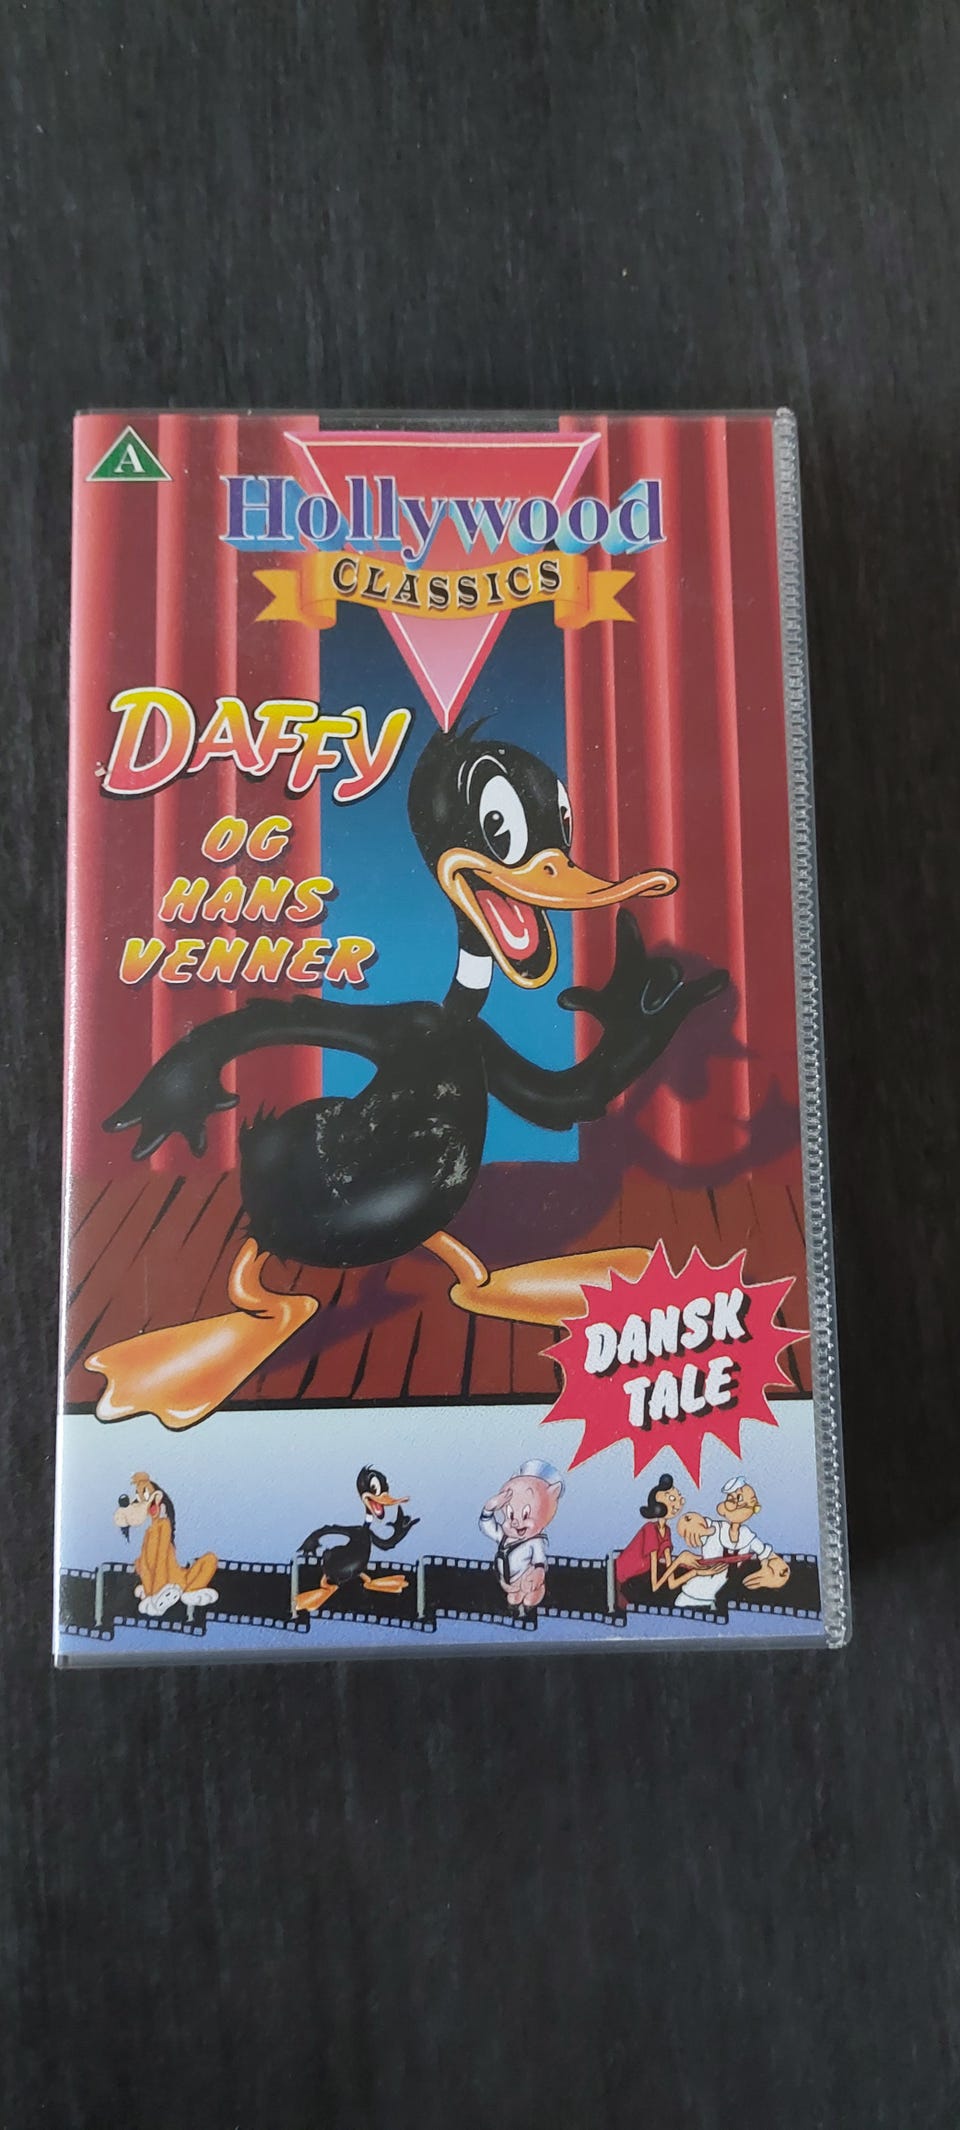 A
Hollywood
CLASSICS
DAFFY
OG
HANS
VENNER
DANSK
TALE